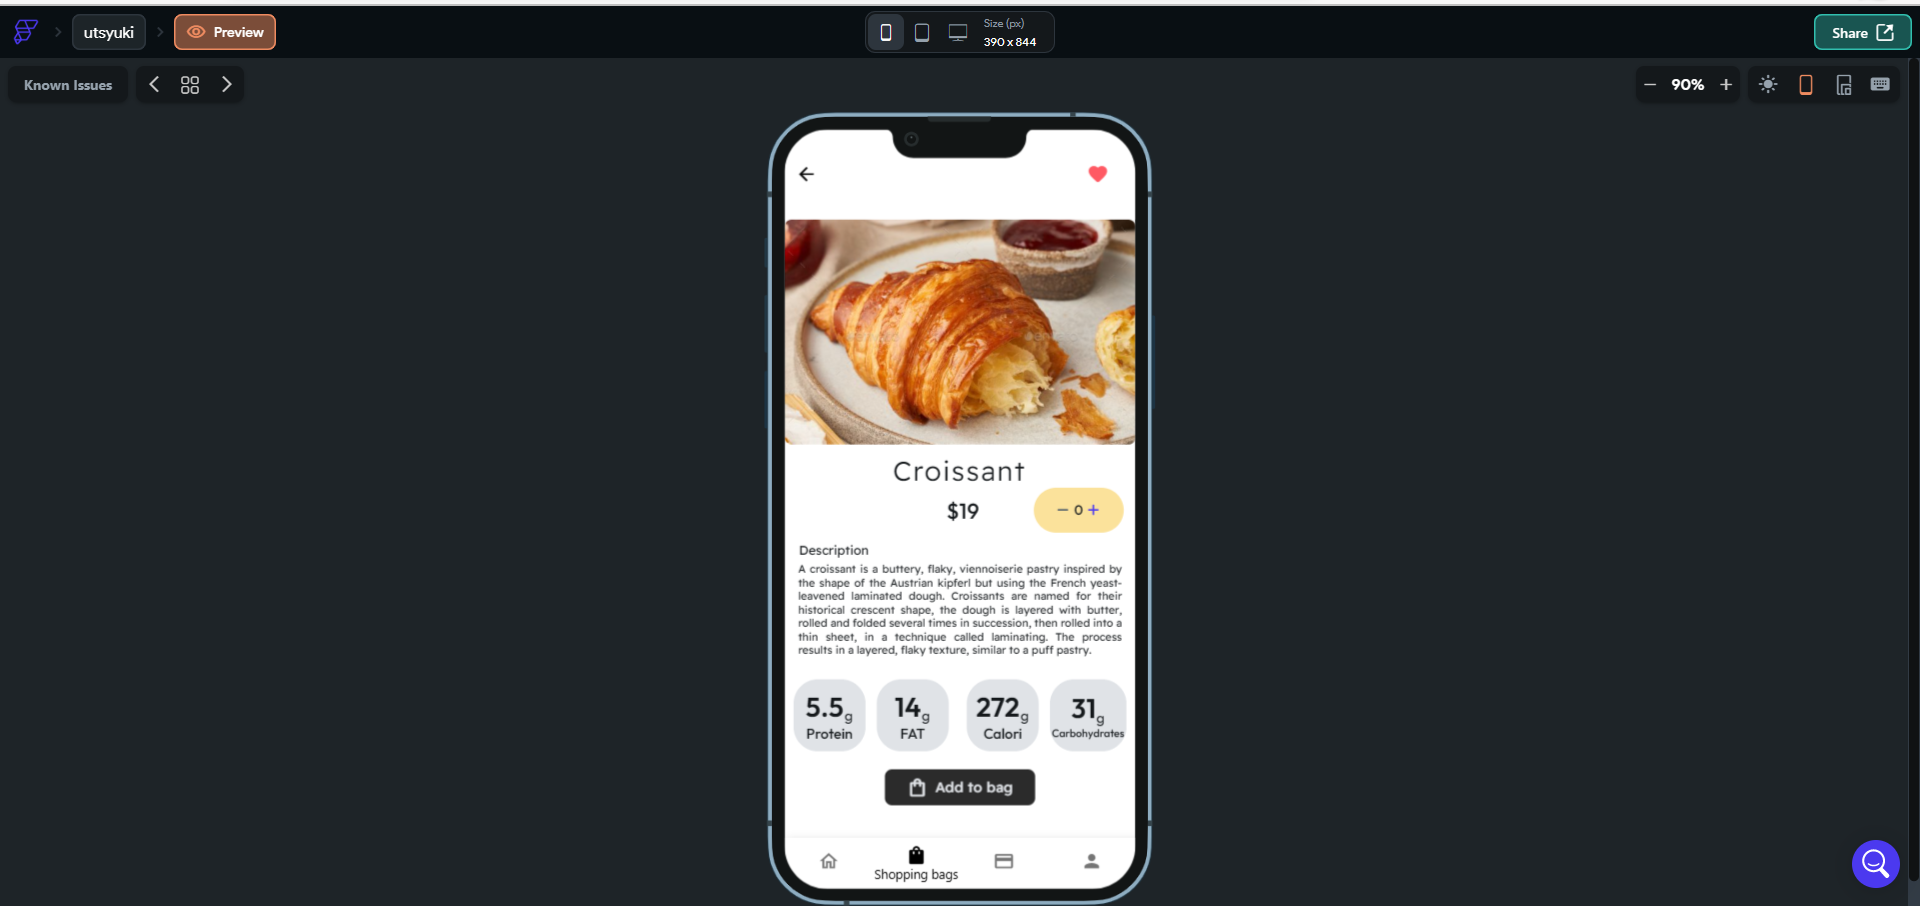 utsyuki
Preview
Size (px)
390 x 844
Share
Known Issues
90%
Croissant
$19
0
Description
A croissant is a buttery, flaky, viennoiserie pastry inspired by
the shape of the Austrian kipferl but using the French yeast-
leavened laminated dough. Croissants are named for their
historical crescent shape, the dough is layered with butter,
rolled and folded several times in succession, then rolled into a
thin sheet, in a technique called laminating. The process
results in a layered, flaky texture, similar to a puff pastry.
5.5g
Protein
14g
FAT
272g
Calori
31g
Carbohydrates
Add to bag
Shopping bags